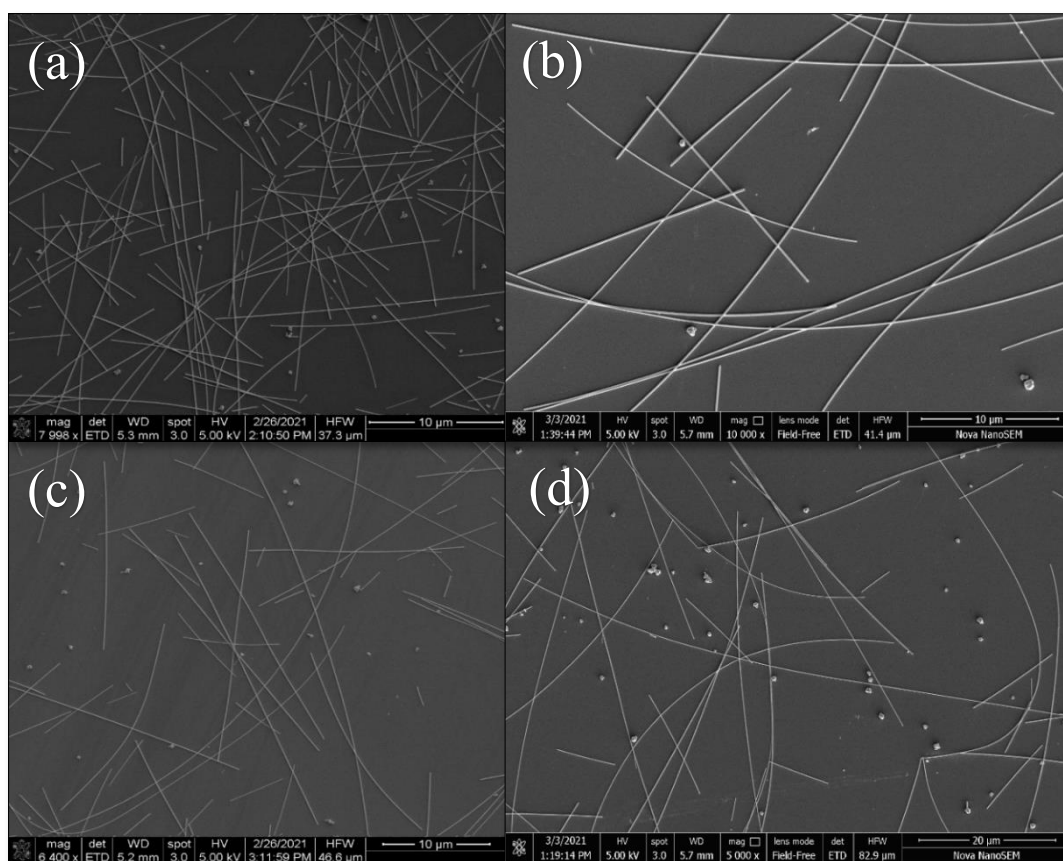 (a)
mag det WD spot HV 2/26/2021 HFW 10 µm
7 998 x ETD 5.3 mm 3.0 5.00 kV 2:10:50 PM 37.3 µm
(b)
3/3/2021 HV spot WD mag lens mode det HFW 10 µm
1:39:44 PM 5.00 kV 3.0 5.7 mm 10 000 x Field-Free ETD 41.4 µm Nova NanoSEM
(c)
mag det WD spot HV 2/26/2021 HFW 10 µm
6 400 x ETD 5.2 mm 3.0 5.00 kV 3:11:59 PM 46.6 µm
(d)
3/3/2021 HV spot WD mag lens mode det HFW 20 µm
1:19:14 PM 5.00 kV 3.0 5.7 mm 5 000 x Field-Free ETD 82.9 µm Nova NanoSEM